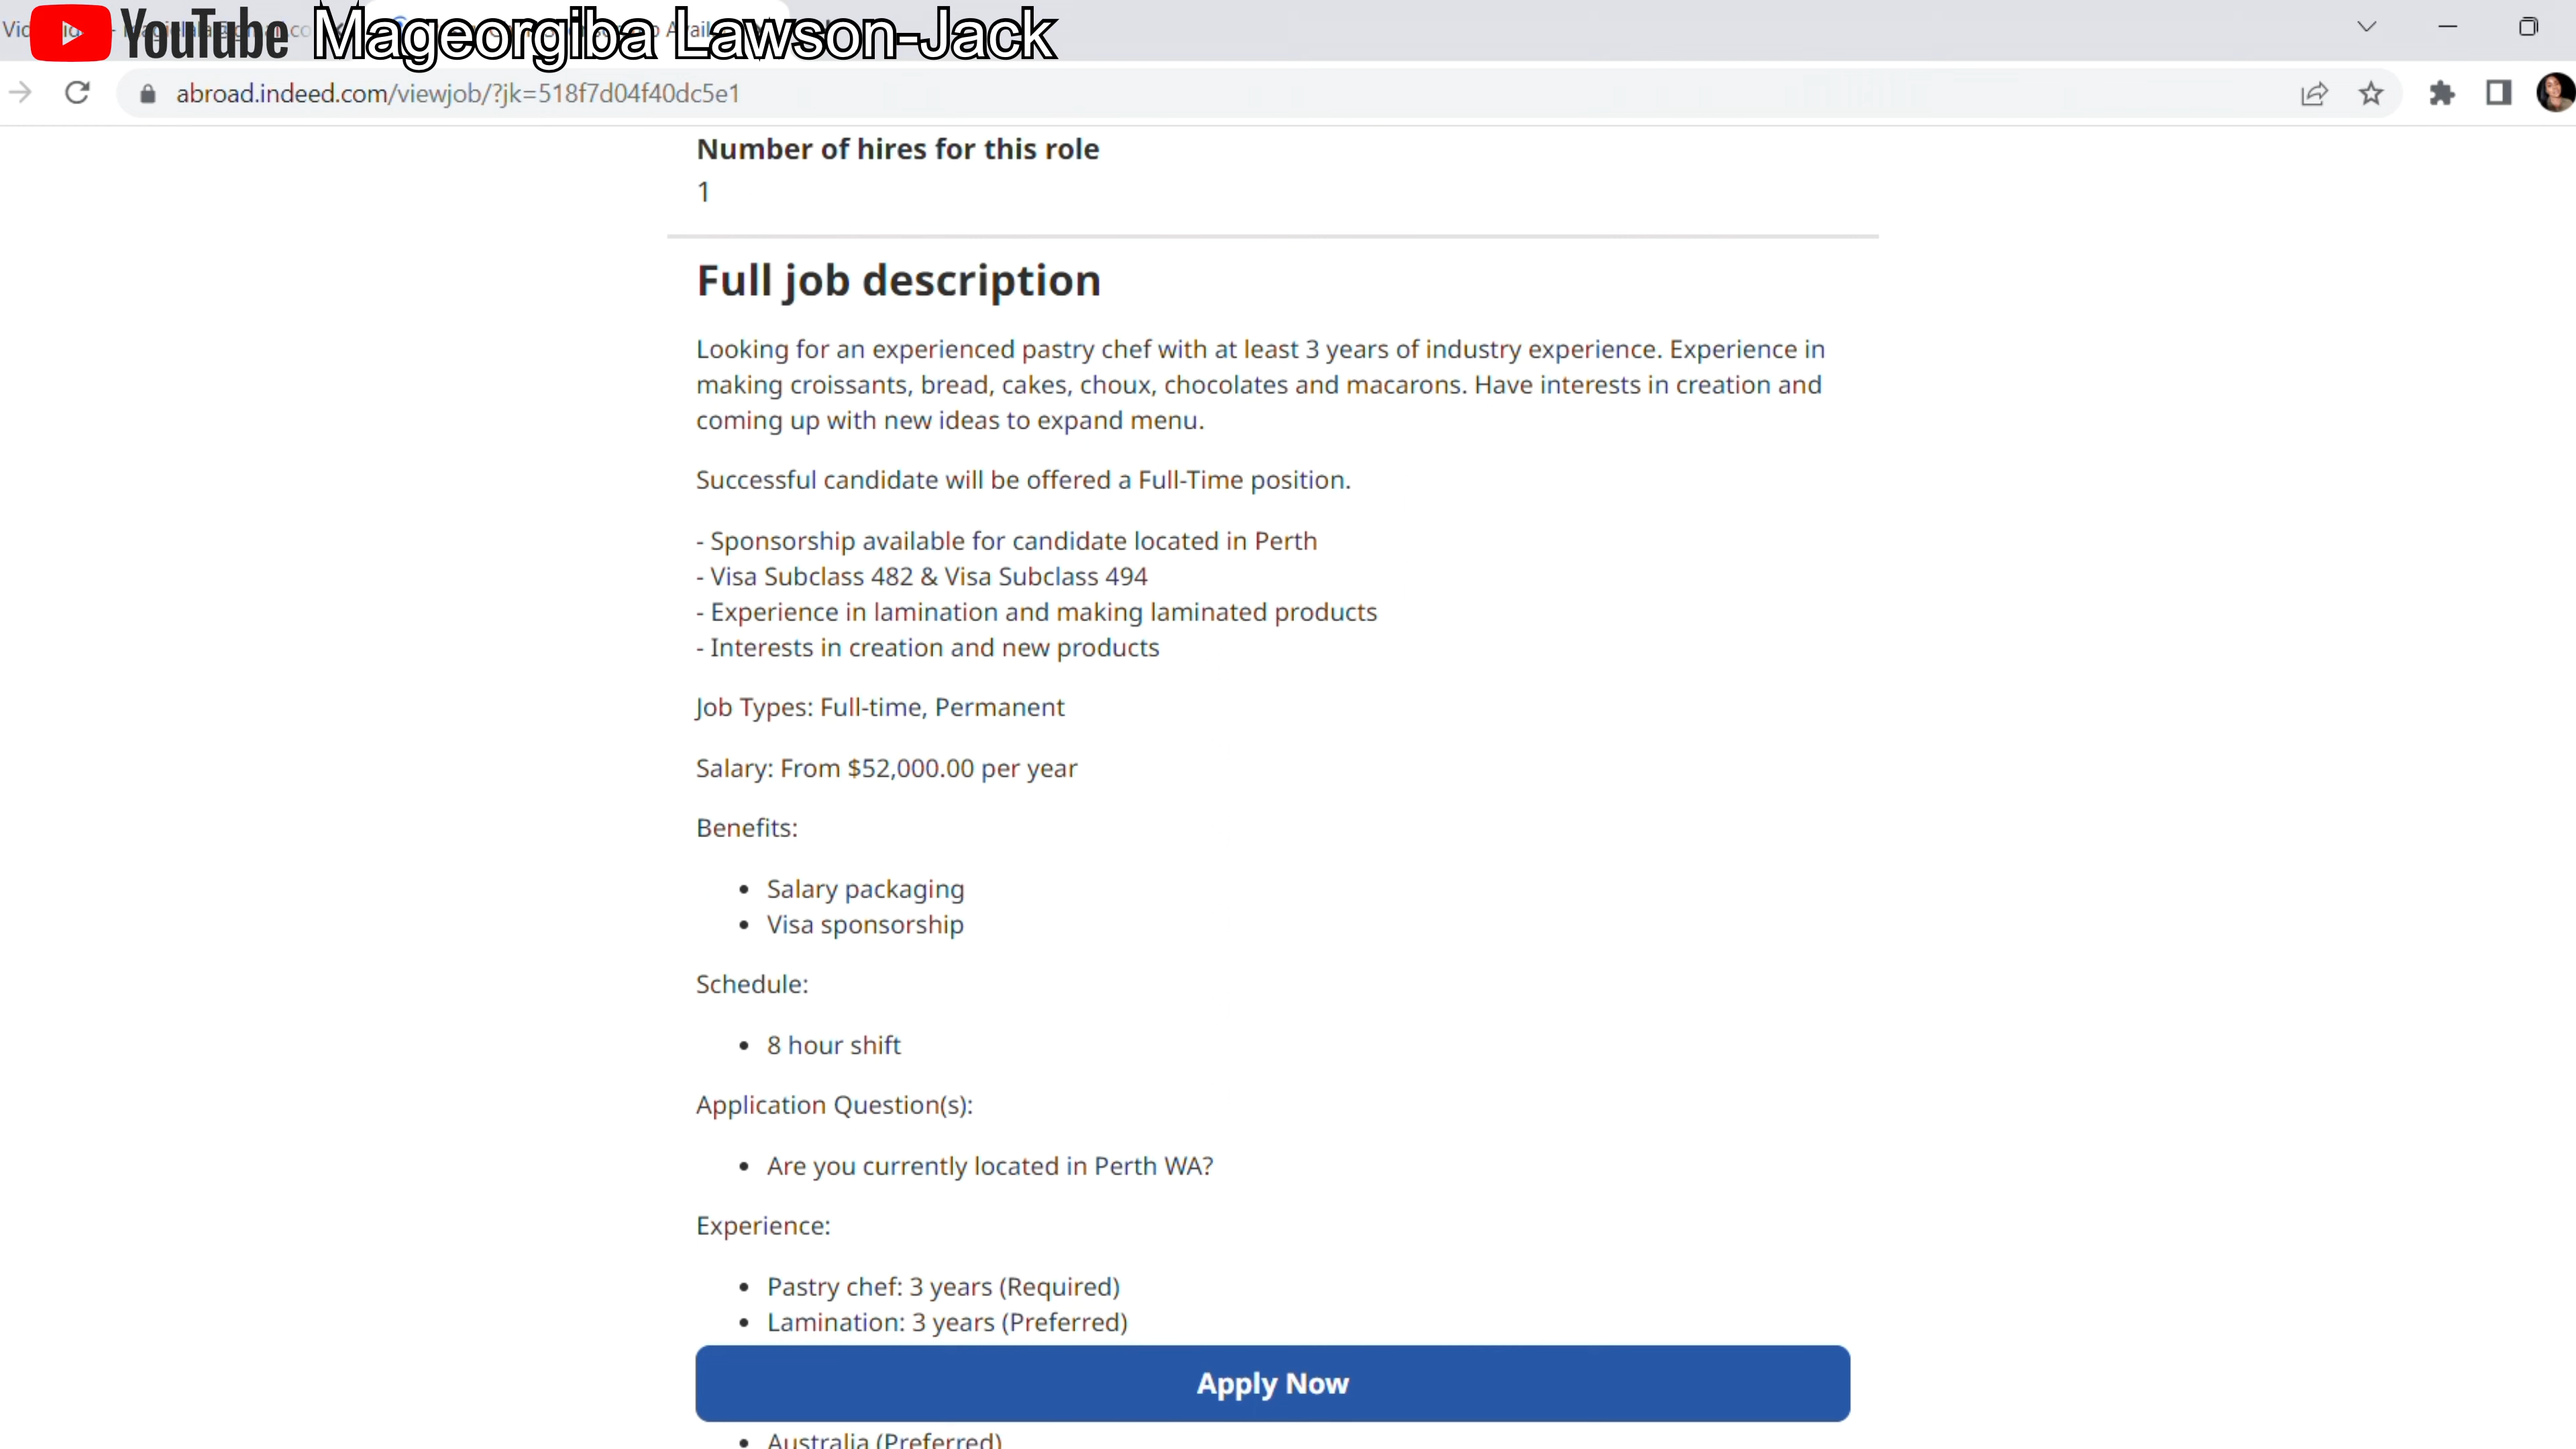 YouTube Mageorgiba Lawson-Jack
abroad.indeed.com/viewjob/?jk=518f7d04f40dc5e1
Number of hires for this role
1
Full job description
Looking for an experienced pastry chef with at least 3 years of industry experience. Experience in
making croissants, bread, cakes, choux, chocolates and macarons. Have interests in creation and
coming up with new ideas to expand menu.
Successful candidate will be offered a Full-Time position.
- Sponsorship available for candidate located in Perth
- Visa Subclass 482 & Visa Subclass 494
- Experience in lamination and making laminated products
- Interests in creation and new products
Job Types: Full-time, Permanent
Salary: From $52,000.00 per year
Benefits:
• Salary packaging
• Visa sponsorship
Schedule:
• 8 hour shift
Application Question(s):
• Are you currently located in Perth WA?
Experience:
• Pastry chef: 3 years (Required)
• Lamination: 3 years (Preferred)
Apply Now
• Australia (Preferred)